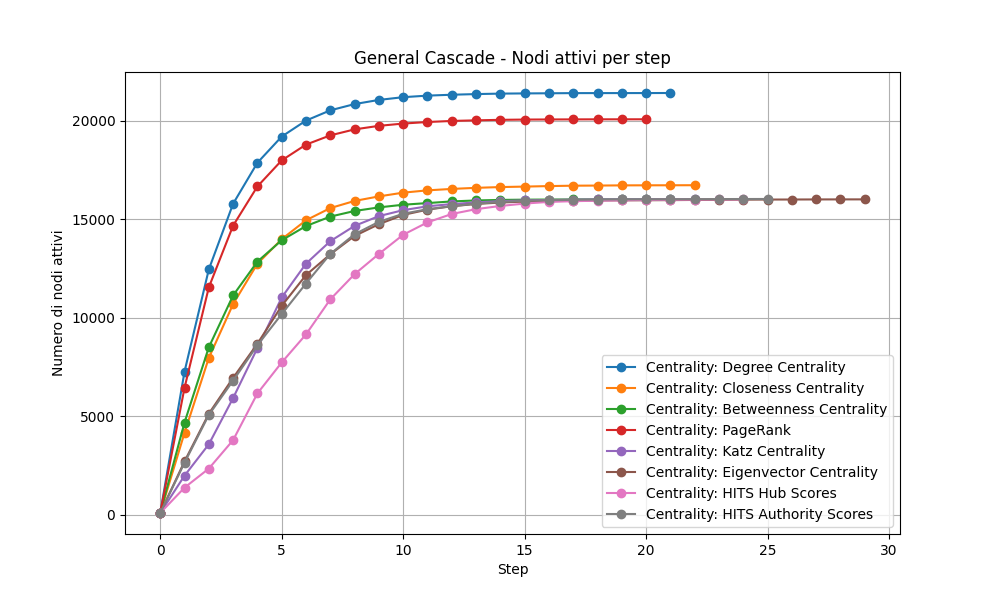 General Cascade - Nodi attivi per step
Numero di nodi attivi
20000
15000
10000
5000
0
0 5 10 15 20 25 30
Step
Centrality: Degree Centrality
Centrality: Closeness Centrality
Centrality: Betweenness Centrality
Centrality: PageRank
Centrality: Katz Centrality
Centrality: Eigenvector Centrality
Centrality: HITS Hub Scores
Centrality: HITS Authority Scores